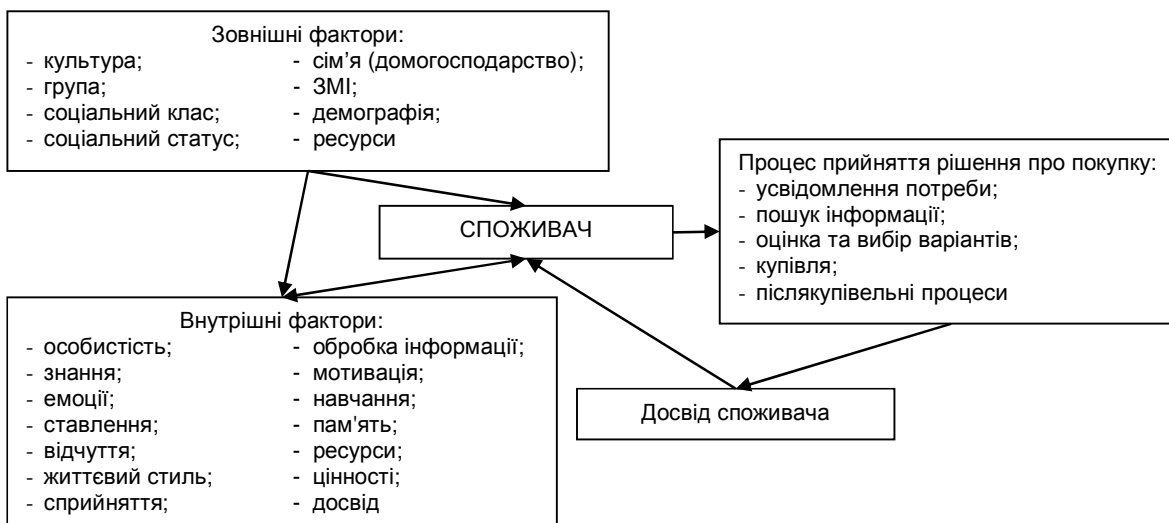 Зовнішні фактори:
- культура;
- група;
- соціальний клас;
- соціальний статус;
- сім’я (домогосподарство);
- ЗМІ;
- демографія;
- ресурси
СПОЖИВАЧ
Процес прийняття рішення про покупку:
- усвідомлення потреби;
- пошук інформації;
- оцінка та вибір варіантів;
- купівля;
- післякупівельні процеси
Внутрішні фактори:
- особистість;
- знання;
- емоції;
- ставлення;
- відчуття;
- життєвий стиль;
- сприйняття;
- обробка інформації;
- мотивація;
- навчання;
- пам'ять;
- ресурси;
- цінності;
- досвід
Досвід споживача